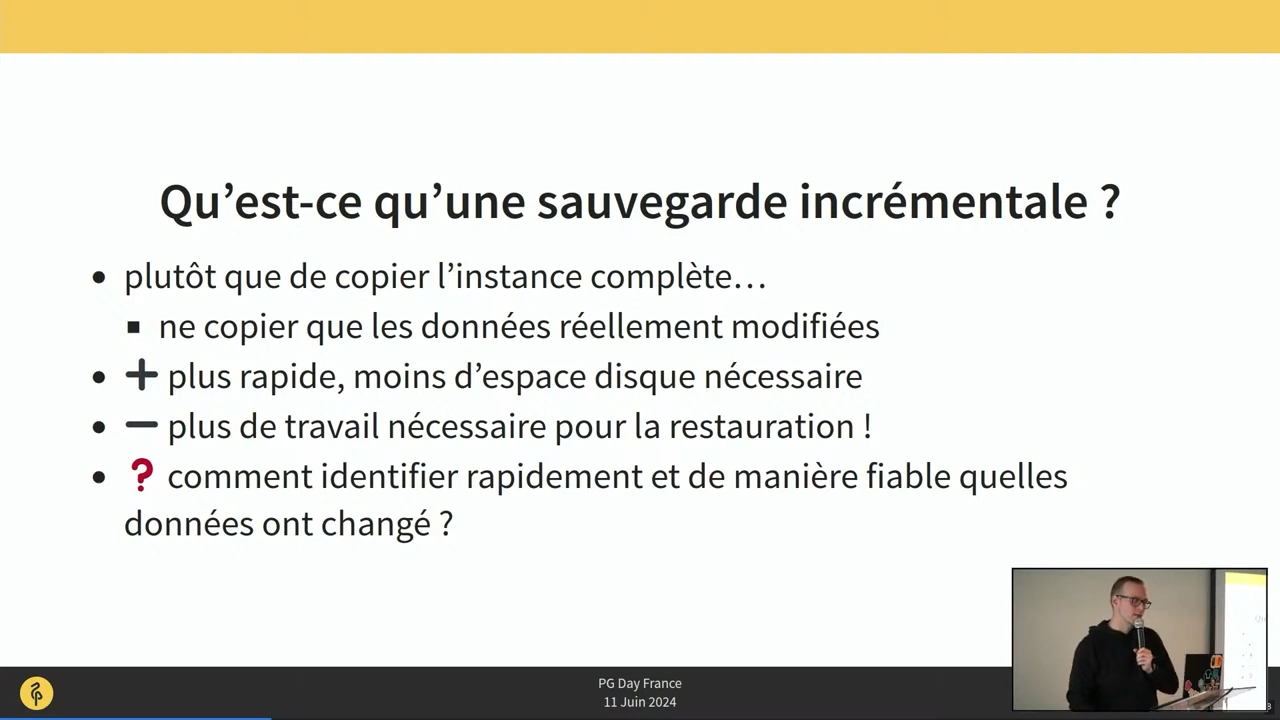 Qu’est-ce qu’une sauvegarde incrémentale ?
plutôt que de copier l’instance complète…
ne copier que les données réellement modifiées
➕ plus rapide, moins d’espace disque nécessaire
➖ plus de travail nécessaire pour la restauration !
❓ comment identifier rapidement et de manière fiable quelles
données ont changé ?
PG Day France
11 Juin 2024